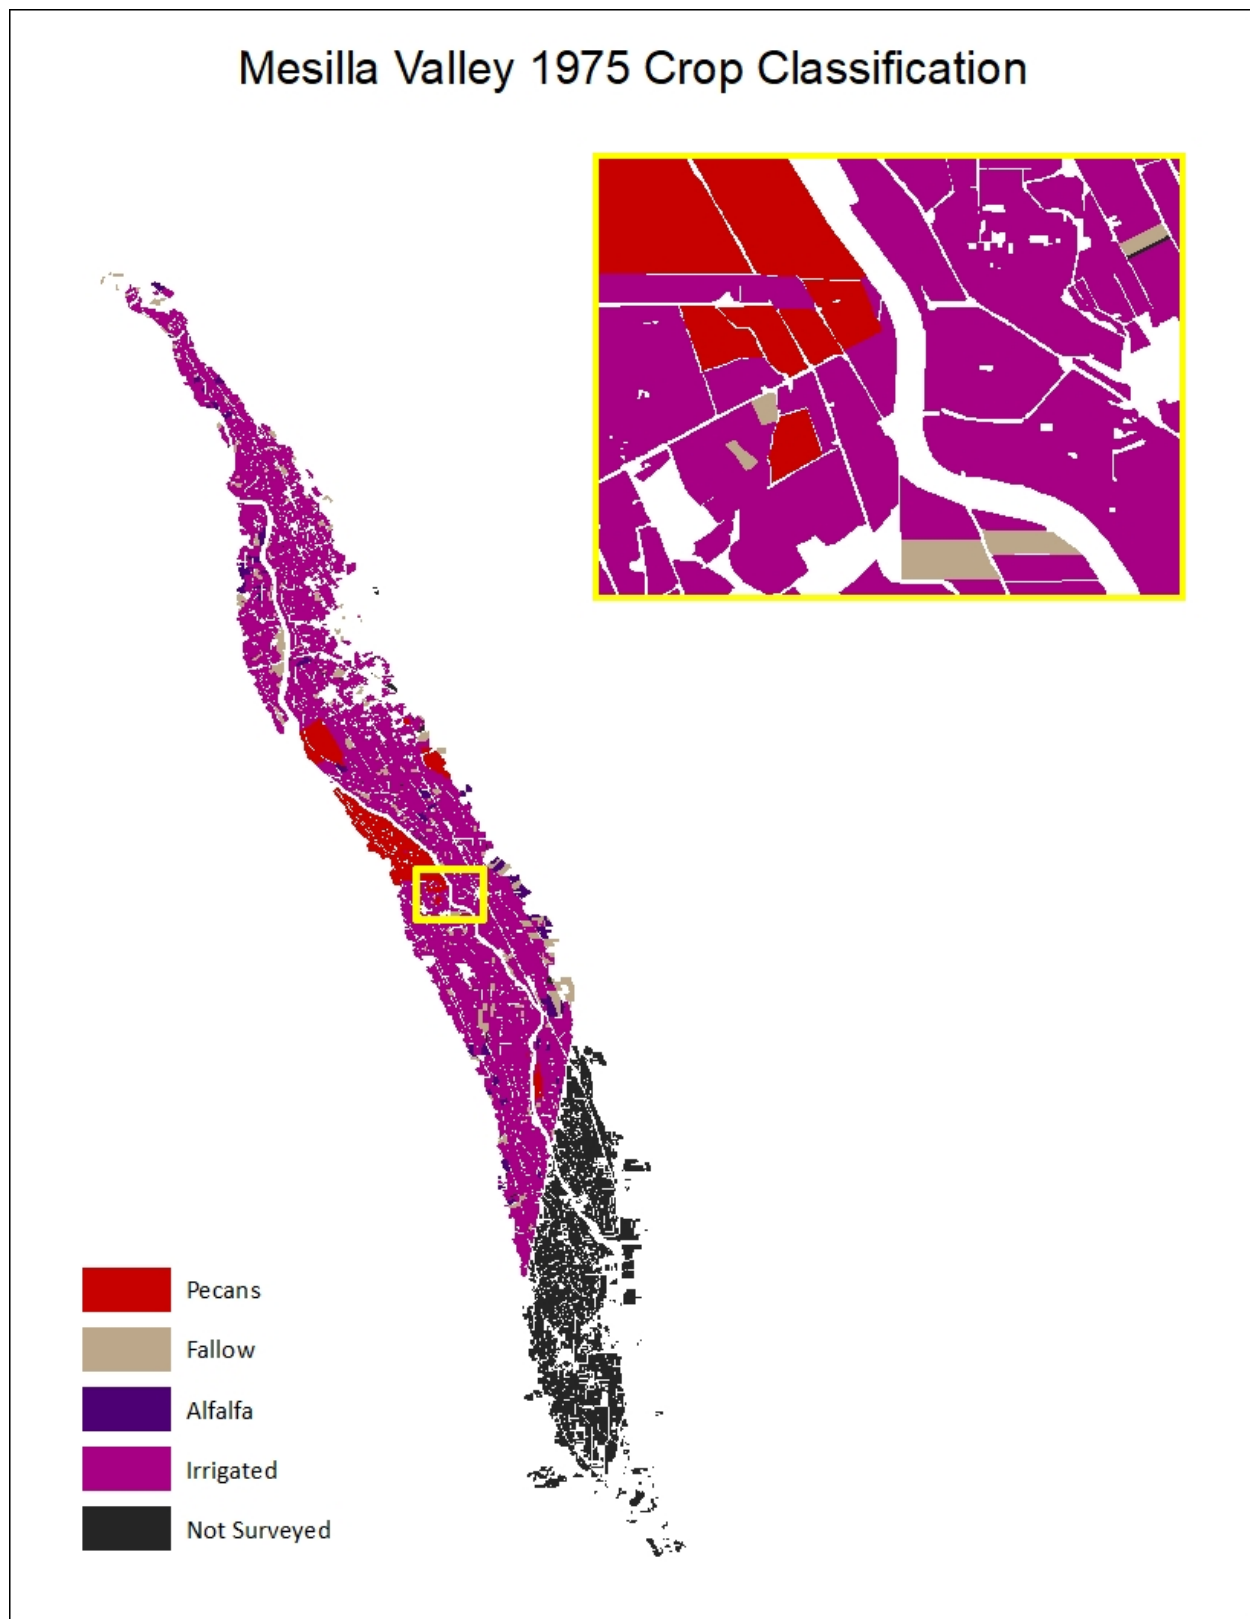 Mesilla Valley 1975 Crop Classification
Pecans
Fallow
Alfalfa
Irrigated
Not Surveyed